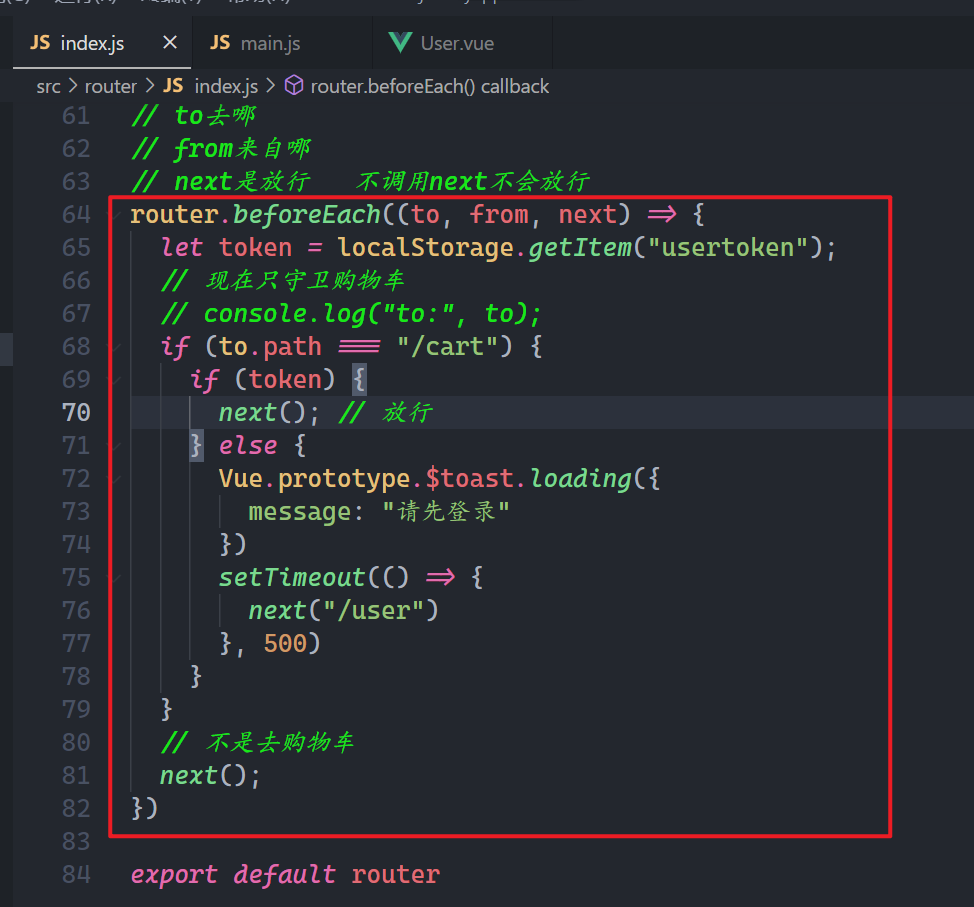 JS index.js × JS main.js User.vue
src > router > JS index.js > router.beforeEach() callback
61 // to去哪
62 // from来自哪
63 // next是放行 不调用next不会放行
64 router.beforeEach((to, from, next) => {
65 let token = localStorage.getItem("usertoken");
66 // 现在只守卫购物车
67 // console.log("to:", to);
68 if (to.path === "/cart") {
69 if (token) {
70 next(); // 放行
71 } else {
72 Vue.prototype.$toast.loading({
73 message: "请先登录"
74 })
75 setTimeout(() => {
76 next("/user")
77 }, 500)
78 }
79 }
80 // 不是去购物车
81 next();
82 })
83
84 export default router